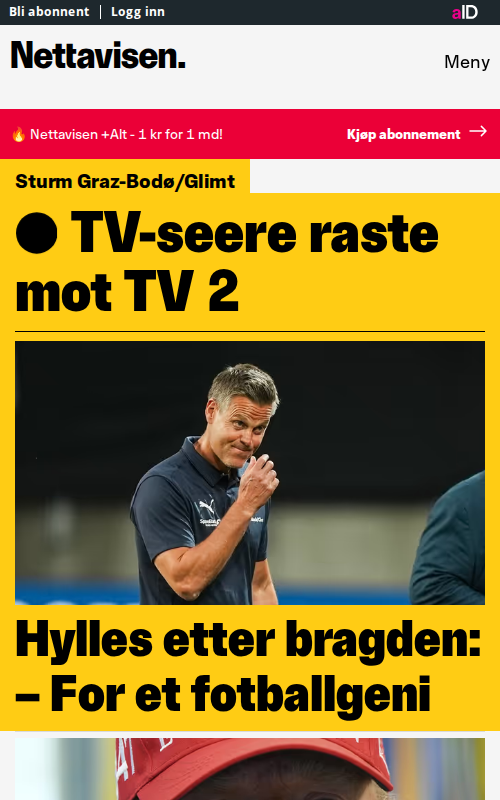 Bli abonnent
Logg inn
aID
Nettavisen.
Meny
🔥 Nettavisen +Alt - 1 kr for 1 md!
Kjøp abonnement →
Sturm Graz-Bodø/Glimt
● TV-seere raste
mot TV 2
Hylles etter bragden:
– For et fotballgeni